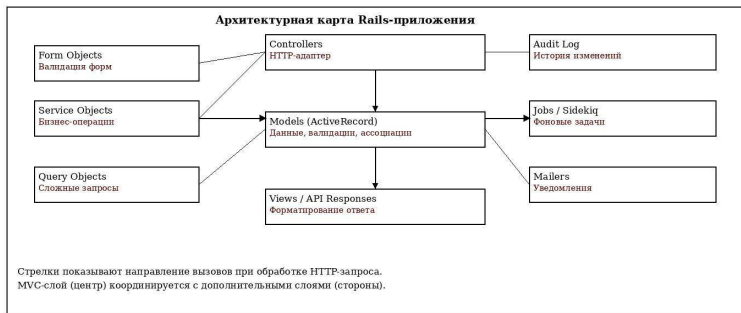 Архитектурная карта Rails-приложения
Form Objects
Валидация форм
Controllers
HTTP-адаптер
Audit Log
История изменений
Service Objects
Бизнес-операции
Models (ActiveRecord)
Данные, валидации, ассоциации
Jobs / Sidekiq
Фоновые задачи
Query Objects
Сложные запросы
Views / API Responses
Форматирование ответа
Mailers
Уведомления
Стрелки показывают направление вызовов при обработке HTTP-запроса.
MVC-слой (центр) координируется с дополнительными слоями (стороны).